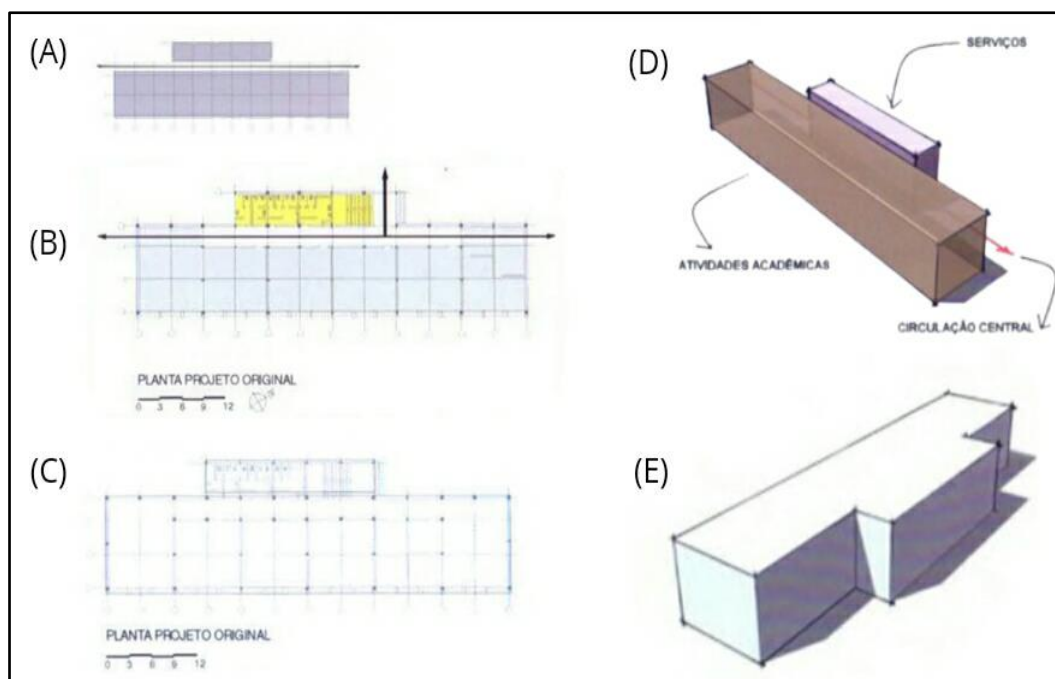 (A)
(B)
PLANTA PROJETO ORIGINAL
0 3 6 9 12
(C)
PLANTA PROJETO ORIGINAL
0 3 6 9 12
(D)
SERVIÇOS
ATIVIDADES ACADÊMICAS
CIRCULAÇÃO CENTRAL
(E)